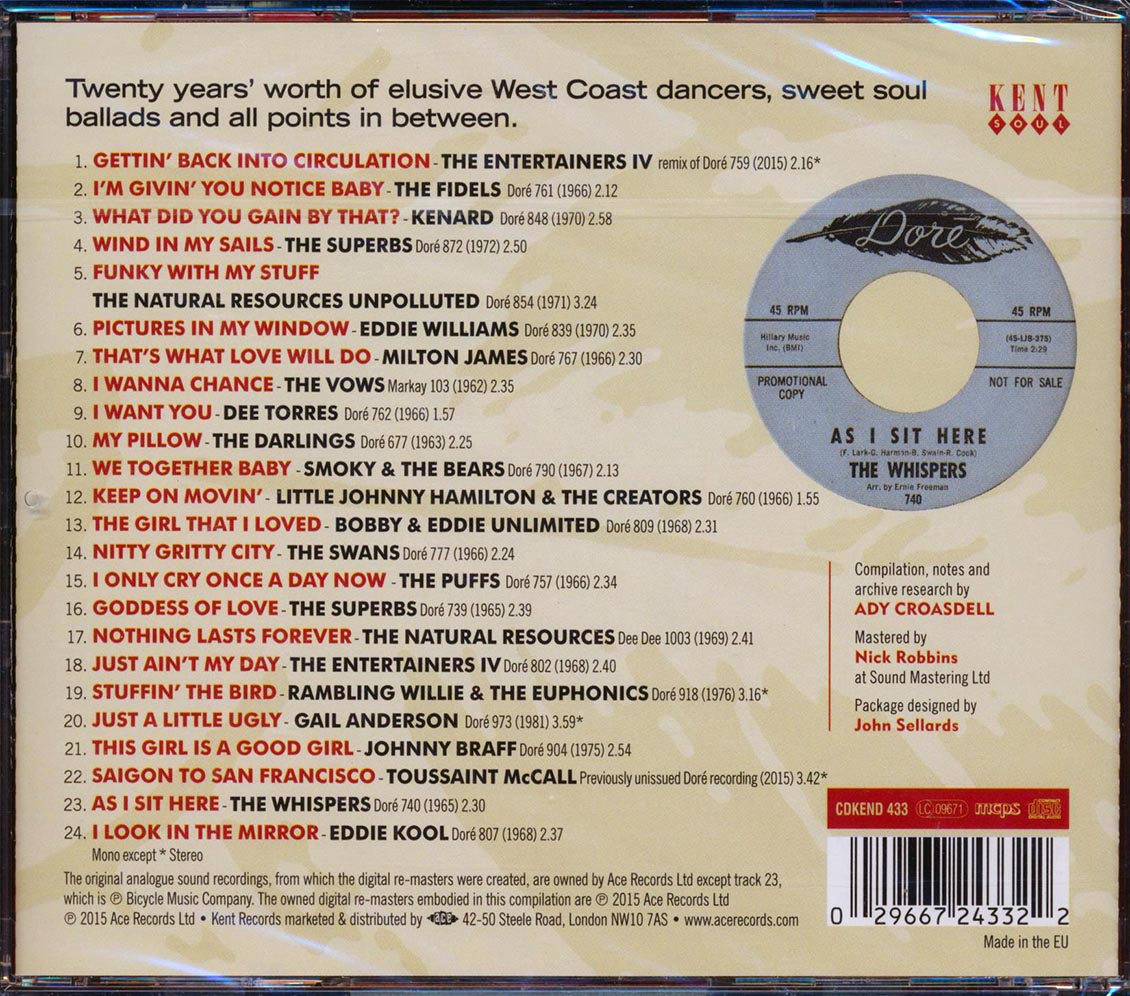 Twenty years' worth of elusive West Coast dancers, sweet soul
ballads and all points in between.
KENT
SOUL
1. GETTIN' BACK INTO CIRCULATION - THE ENTERTAINERS IV remix of Doré 759 (2015) 2.16*
2. I'M GIVIN' YOU NOTICE BABY - THE FIDELS Doré 761 (1966) 2.12
3. WHAT DID YOU GAIN BY THAT? - KENARD Doré 848 (1970) 2.58
4. WIND IN MY SAILS - THE SUPERBS Doré 872 (1972) 2.50
5. FUNKY WITH MY STUFF
THE NATURAL RESOURCES UNPOLLUTED Doré 854 (1971) 3.24
6. PICTURES IN MY WINDOW - EDDIE WILLIAMS Doré 839 (1970) 2.35
7. THAT'S WHAT LOVE WILL DO - MILTON JAMES Doré 767 (1966) 2.30
8. I WANNA CHANCE - THE VOWS Markay 103 (1962) 2.35
9. I WANT YOU - DEE TORRES Doré 762 (1966) 1.57
10. MY PILLOW - THE DARLINGS Doré 677 (1963) 2.25
11. WE TOGETHER BABY - SMOKY & THE BEARS Doré 790 (1967) 2.13
12. KEEP ON MOVIN' - LITTLE JOHNNY HAMILTON & THE CREATORS Doré 760 (1966) 1.55
13. THE GIRL THAT I LOVED - BOBBY & EDDIE UNLIMITED Doré 809 (1968) 2.31
14. NITTY GRITTY CITY - THE SWANS Doré 777 (1966) 2.24
15. I ONLY CRY ONCE A DAY NOW - THE PUFFS Doré 757 (1966) 2.34
16. GODDESS OF LOVE - THE SUPERBS Doré 739 (1965) 2.39
17. NOTHING LASTS FOREVER - THE NATURAL RESOURCES Dee Dee 1003 (1969) 2.41
18. JUST AIN'T MY DAY - THE ENTERTAINERS IV Doré 802 (1968) 2.40
19. STUFFIN' THE BIRD - RAMBLING WILLIE & THE EUPHONICS Doré 918 (1976) 3.16*
20. JUST A LITTLE UGLY - GAIL ANDERSON Doré 973 (1981) 3.59*
21. THIS GIRL IS A GOOD GIRL - JOHNNY BRAFF Doré 904 (1975) 2.54
22. SAIGON TO SAN FRANCISCO - TOUSSAINT McCALL Previously unissued Doré recording (2015) 3.42*
23. AS I SIT HERE - THE WHISPERS Doré 740 (1965) 2.30
24. I LOOK IN THE MIRROR - EDDIE KOOL Doré 807 (1968) 2.37
Mono except * Stereo
The original analogue sound recordings, from which the digital re-masters were created, are owned by Ace Records Ltd except track 23,
which is ℗ Bicycle Music Company. The owned digital re-masters embodied in this compilation are ℗ 2015 Ace Records Ltd
℗ 2015 Ace Records Ltd • Kent Records marketed & distributed by ace 42-50 Steele Road, London NW10 7AS • www.acerecords.com
Doré
45 RPM
45 RPM
Hillary Music
Inc. (BMI)
(45-LJB-375)
Time 2:29
PROMOTIONAL
COPY
NOT FOR SALE
AS I SIT HERE
(F. Lark-G. Harman-B. Swain-R. Cook)
THE WHISPERS
Arr. by Ernie Freeman
740
Compilation, notes and
archive research by
ADY CROASDELL
Mastered by
Nick Robbins
at Sound Mastering Ltd
Package designed by
John Sellards
CDKEND 433 LC 09671 mcps disc DIGITAL AUDIO
0 29667 24332 2
Made in the EU